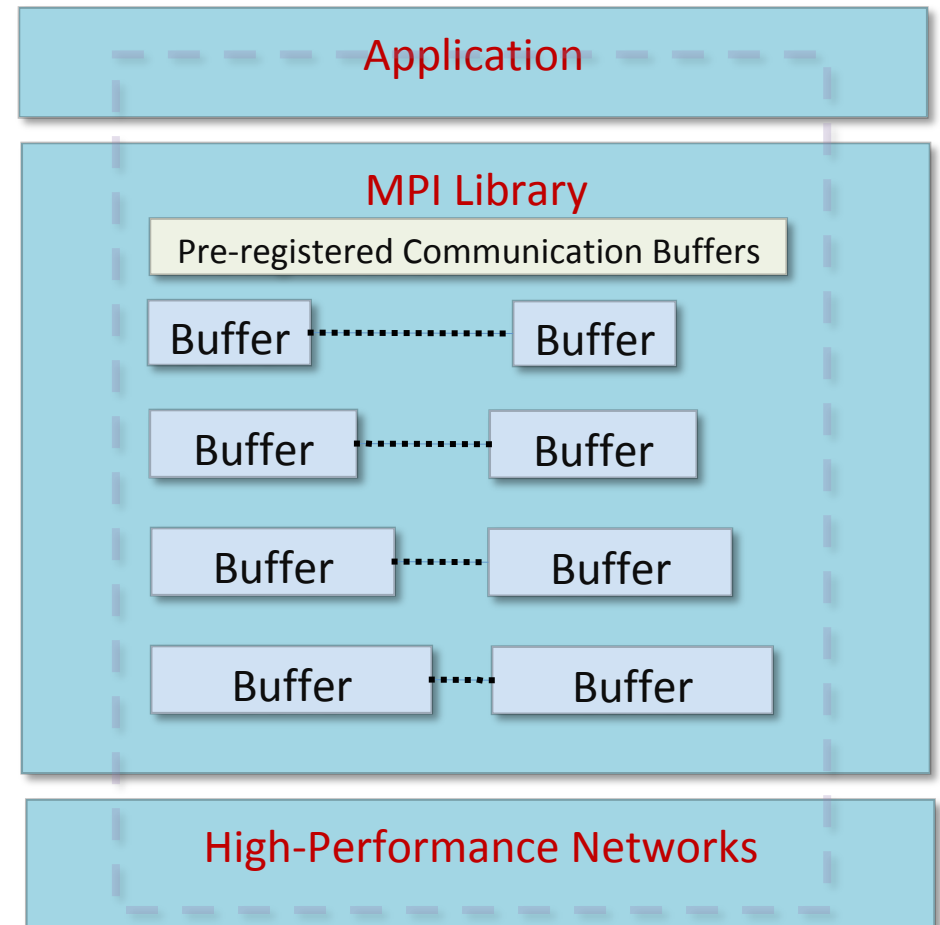 Application
MPI Library
Pre-registered Communication Buffers
Buffer Buffer
Buffer Buffer
Buffer Buffer
Buffer Buffer
High-Performance Networks